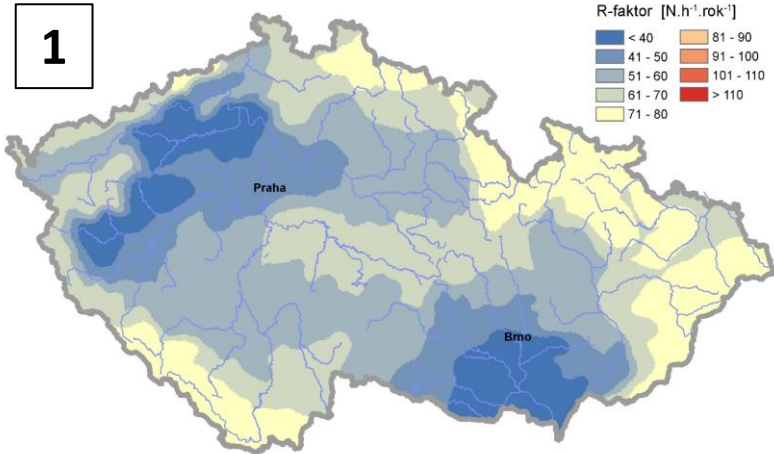 1
R-faktor [N.h⁻¹.rok⁻¹]
< 40
41 - 50
51 - 60
61 - 70
71 - 80
81 - 90
91 - 100
101 - 110
> 110
Praha
Brno